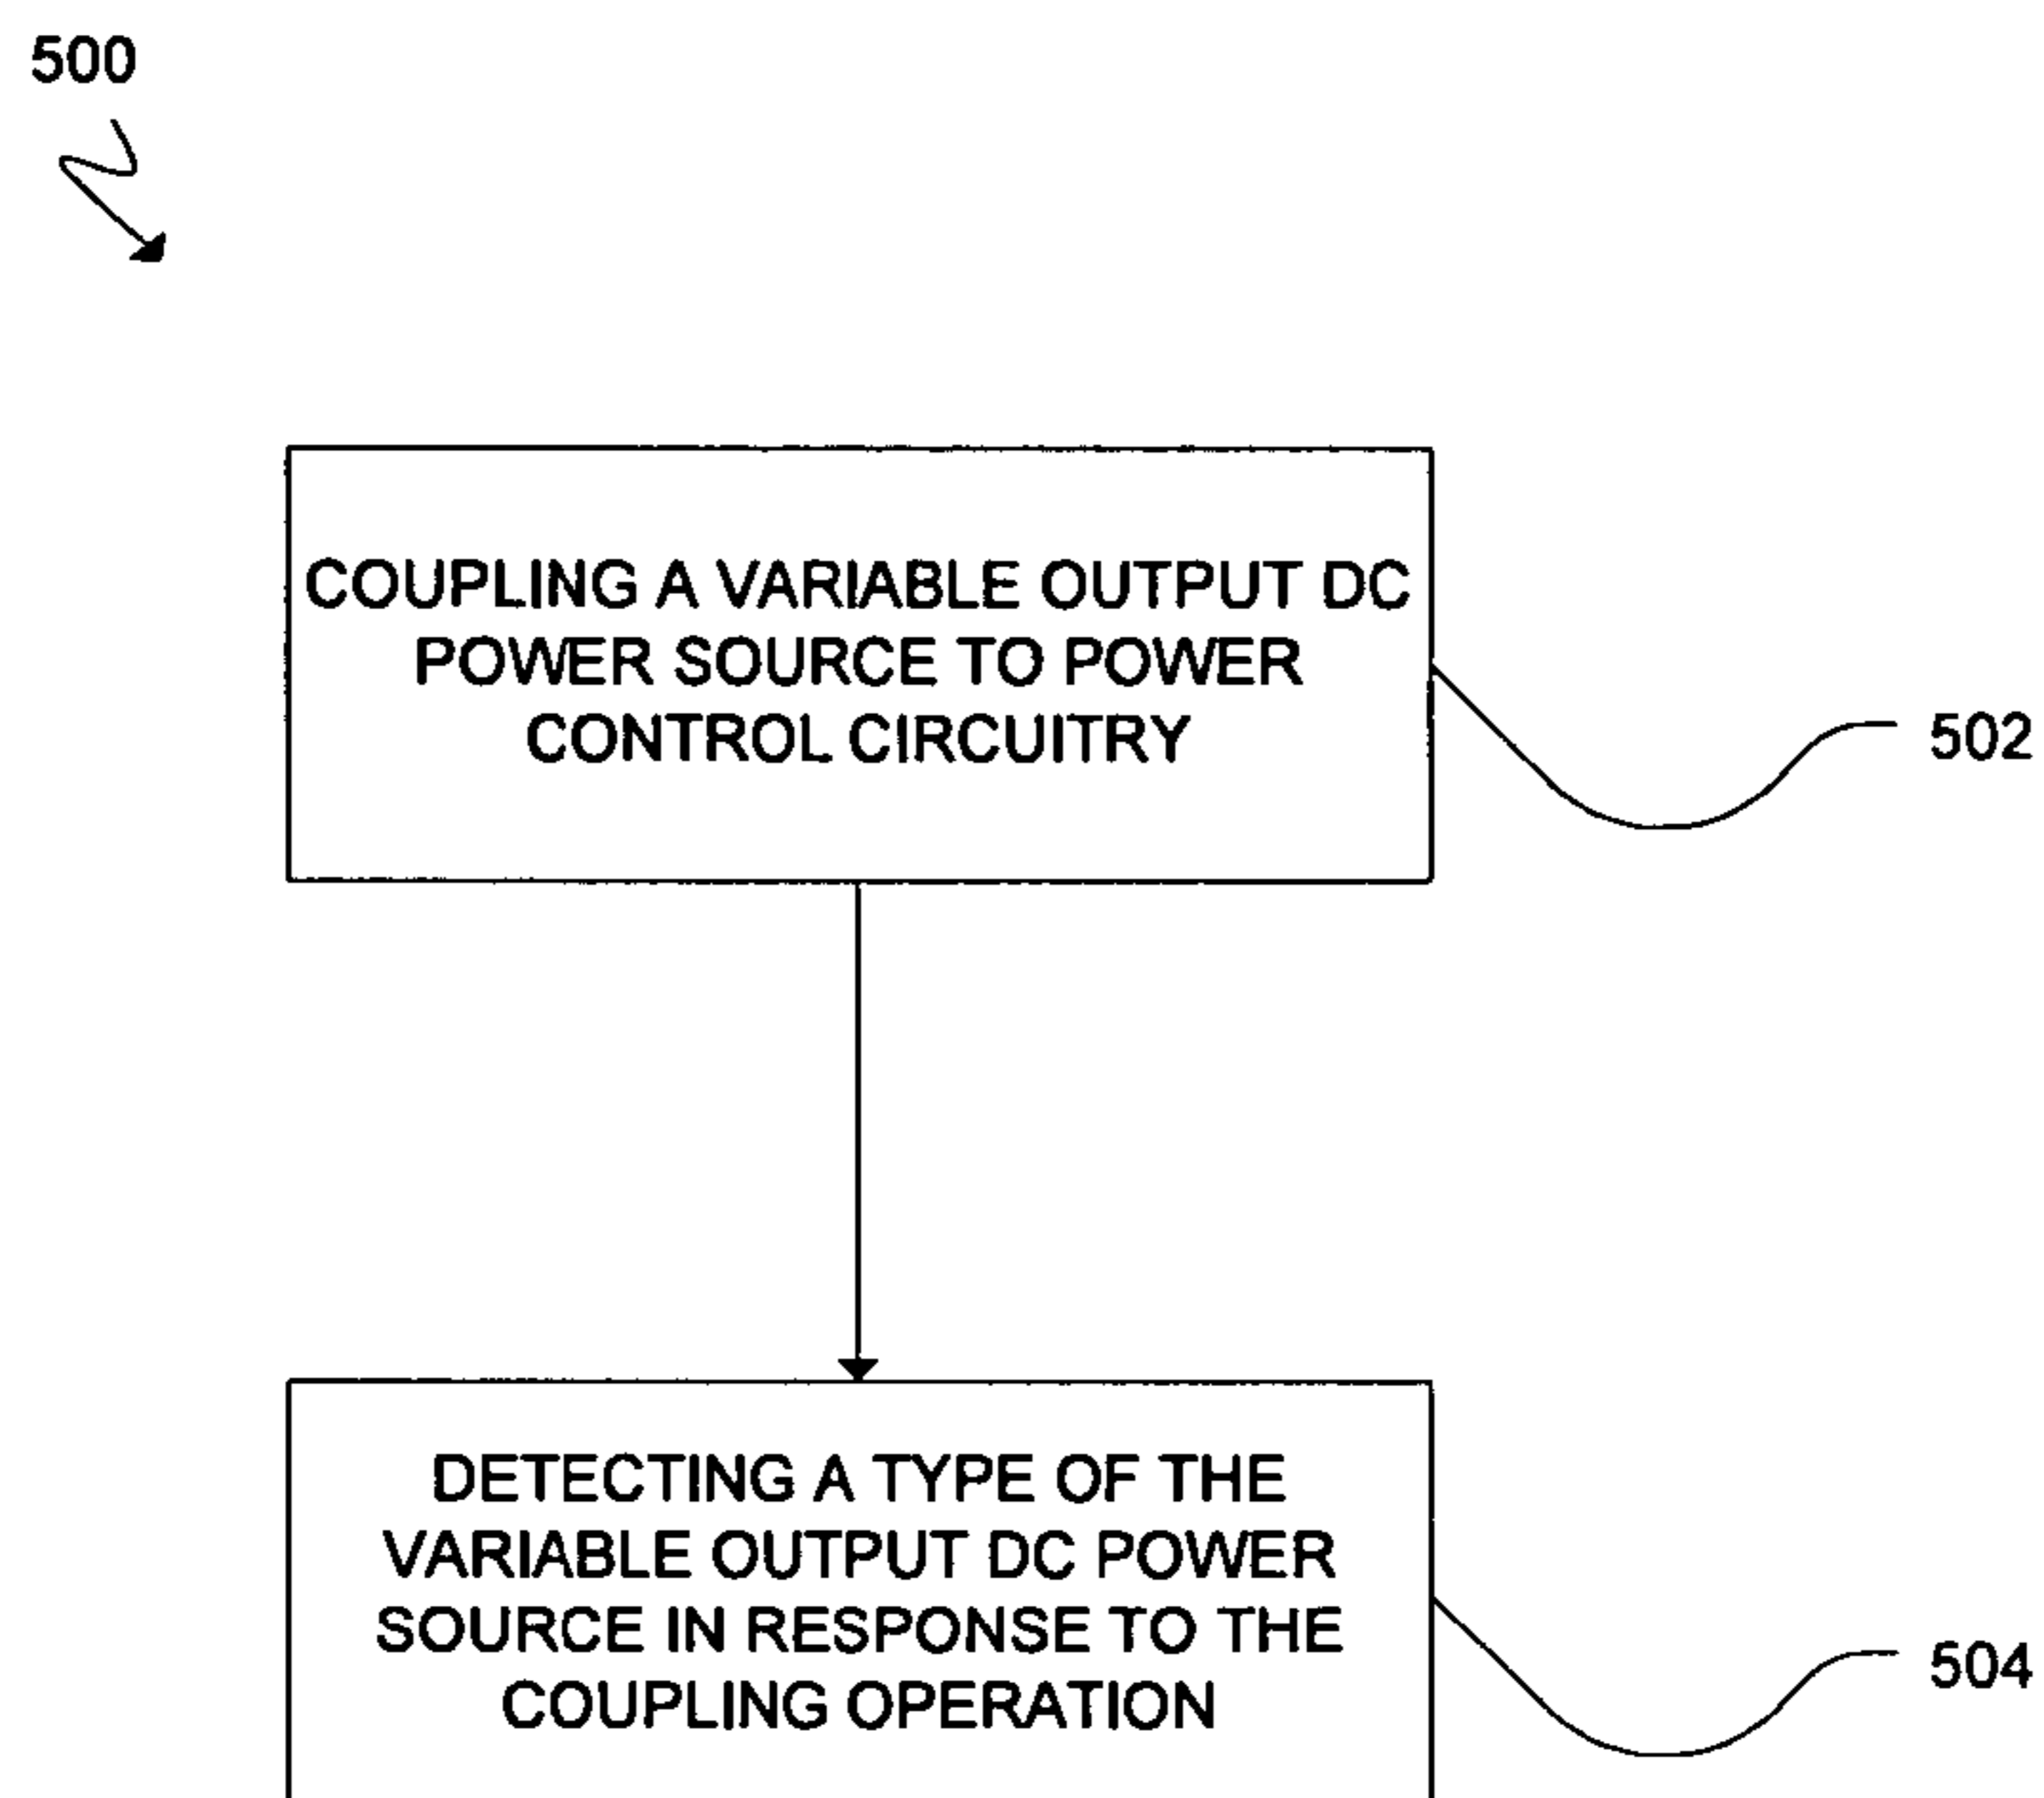 500
COUPLING A VARIABLE OUTPUT DC
POWER SOURCE TO POWER
CONTROL CIRCUITRY
502
DETECTING A TYPE OF THE
VARIABLE OUTPUT DC POWER
SOURCE IN RESPONSE TO THE
COUPLING OPERATION
504